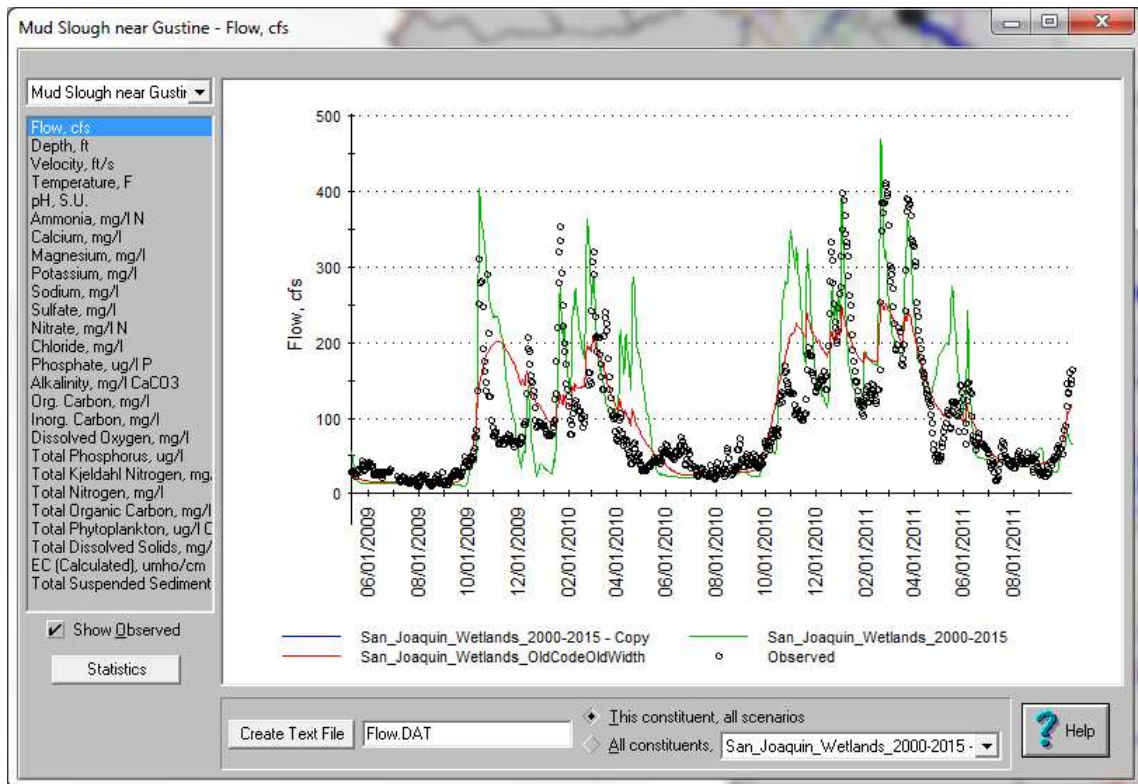 Mud Slough near Gustine - Flow, cfs
Mud Slough near Gustin
Flow, cfs
Depth, ft
Velocity, ft/s
Temperature, F
pH, S.U.
Ammonia, mg/l N
Calcium, mg/l
Magnesium, mg/l
Potassium, mg/l
Sodium, mg/l
Sulfate, mg/l
Nitrate, mg/l N
Chloride, mg/l
Phosphate, ug/l P
Alkalinity, mg/l CaCO3
Org. Carbon, mg/l
Inorg. Carbon, mg/l
Dissolved Oxygen, mg/l
Total Phosphorus, ug/l
Total Kjeldahl Nitrogen, mg,
Total Nitrogen, mg/l
Total Organic Carbon, mg/l
Total Phytoplankton, ug/l C
Total Dissolved Solids, mg/
EC (Calculated), umho/cm
Total Suspended Sediment
Show Observed
Statistics
Flow, cfs
500
400
300
200
100
0
06/01/2009
08/01/2009
10/01/2009
12/01/2009
02/01/2010
04/01/2010
06/01/2010
08/01/2010
10/01/2010
12/01/2010
02/01/2011
04/01/2011
06/01/2011
08/01/2011
San_Joaquin_Wetlands_2000-2015 - Copy
San_Joaquin_Wetlands_2000-2015
San_Joaquin_Wetlands_OldCodeOldWidth
Observed
Create Text File
Flow.DAT
This constituent, all scenarios
All constituents,
San_Joaquin_Wetlands_2000-2015 -
? Help